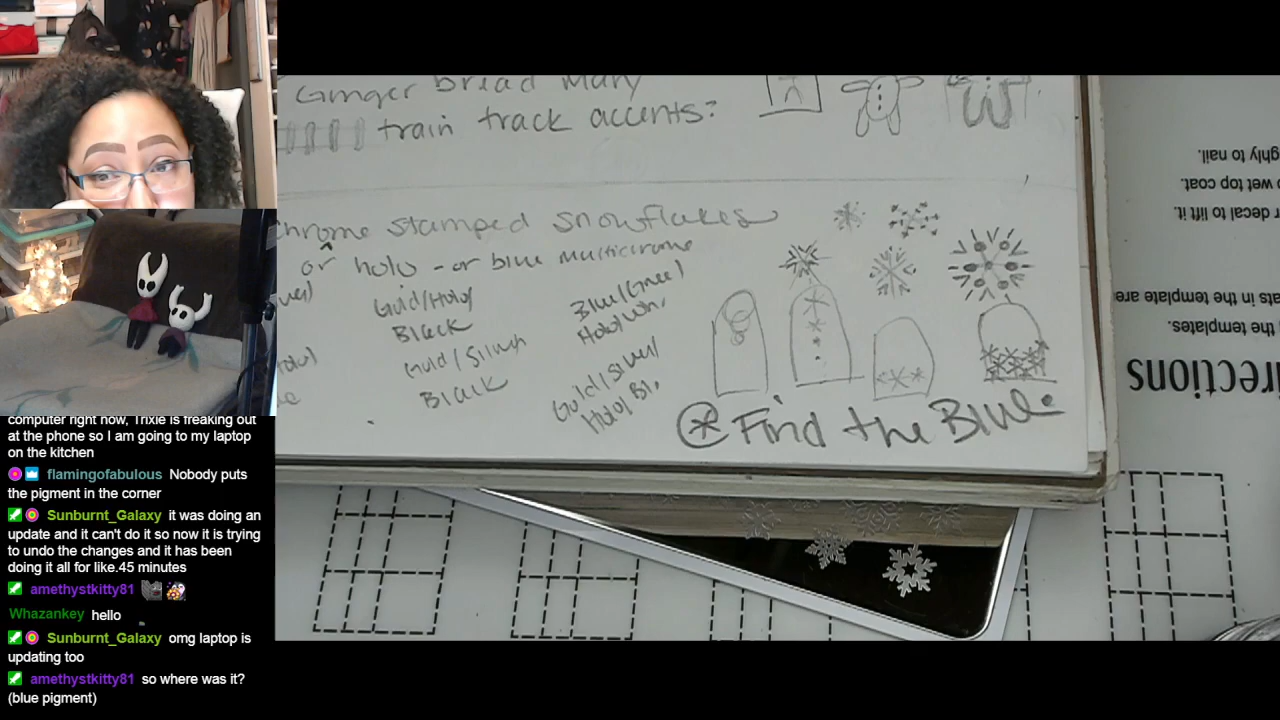 Ginger bread Man/
train track accents?
chrome stamped snowflakes
or holo - or blue multichrome
Gold/Holo/
Black
Gold/Silver
Black
Blue/Green/
Holo/Whi.
Gold/Silver/
Holo/Bl.
* Find the Blue.
ghly to nail.
o wet top coat.
r decal to lift it.
ats in the template are
the templates.
rections
computer right now, Trixie is freaking out
at the phone so I am going to my laptop
on the kitchen
flamingofabulous Nobody puts
the pigment in the corner
Sunburnt_Galaxy it was doing an
update and it can't do it so now it is trying
to undo the changes and it has been
doing it all for like.45 minutes
amethystkitty81
Whazankey hello
Sunburnt_Galaxy omg laptop is
updating too
amethystkitty81 so where was it?
(blue pigment)